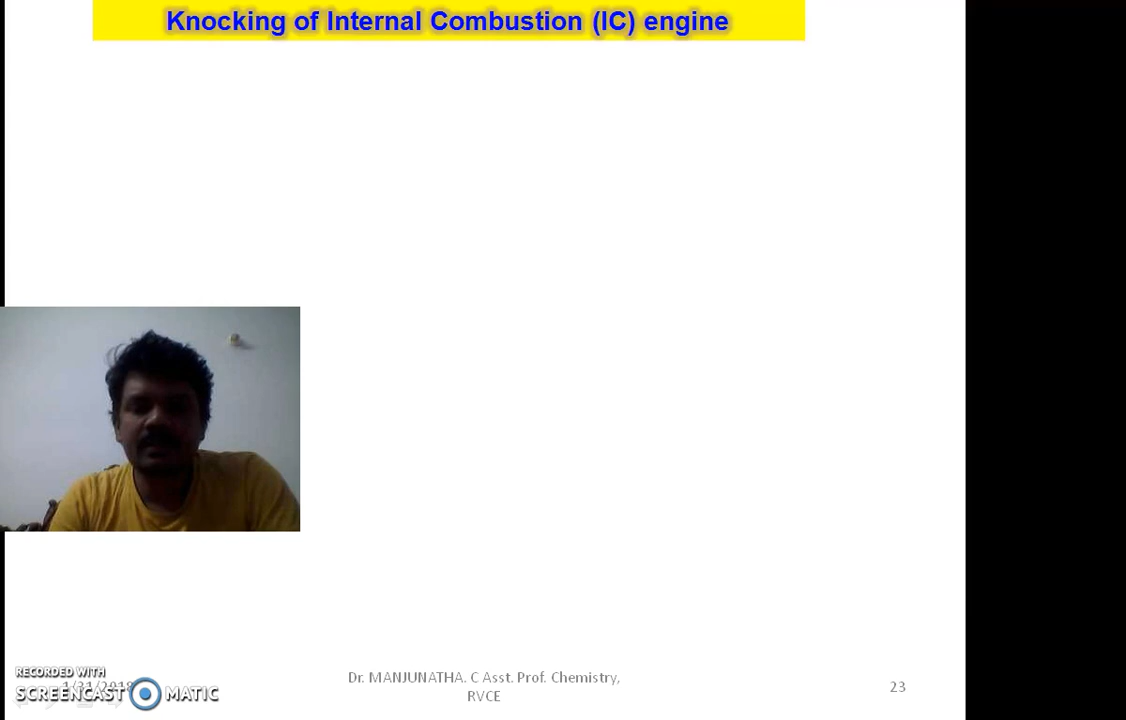 Knocking of Internal Combustion (IC) engine
RECORDED WITH
SCREENCAST MATIC
Dr. MANJUNATHA. C Asst. Prof. Chemistry,
RVCE
23